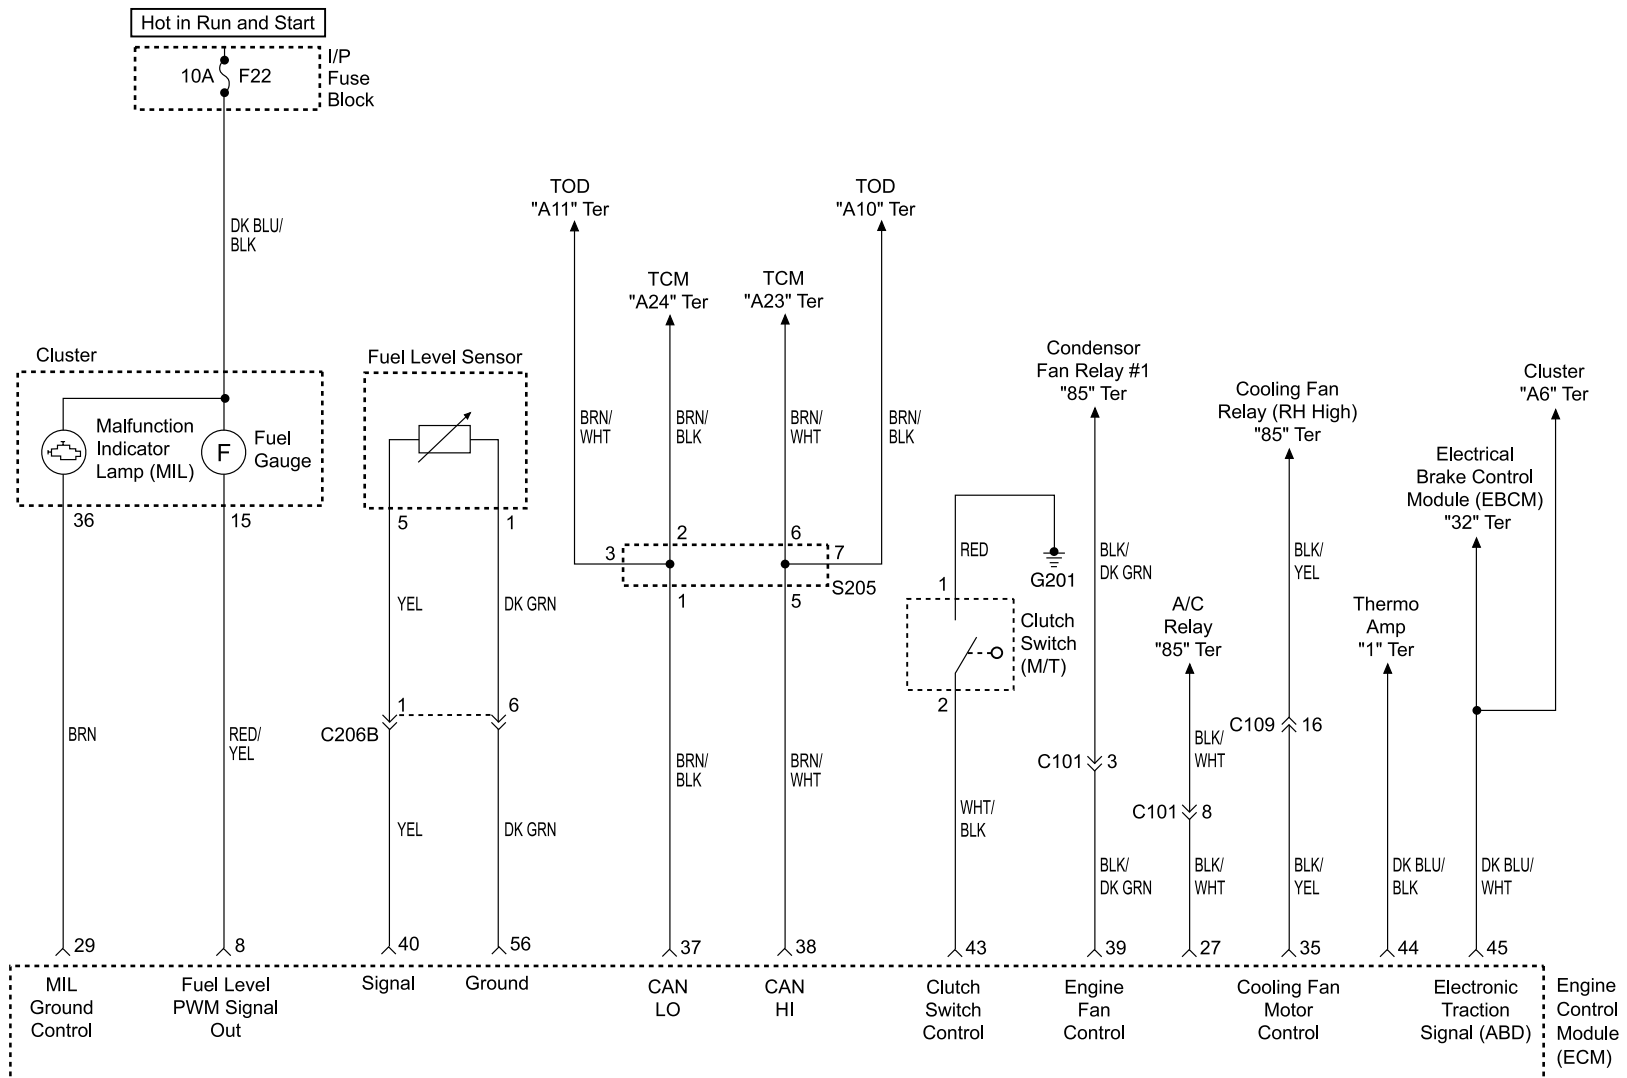 Hot in Run and Start
10A F22
I/P
Fuse
Block
DK BLU/
BLK
Cluster
Malfunction
Indicator
Lamp (MIL)
F
Fuel
Gauge
36
15
BRN
RED/
YEL
Fuel Level Sensor
5
1
YEL
DK GRN
1
6
C206B
YEL
DK GRN
TOD
"A11" Ter
TOD
"A10" Ter
TCM
"A24" Ter
TCM
"A23" Ter
BRN/
WHT
BRN/
BLK
BRN/
WHT
BRN/
BLK
2
6
3
7
S205
1
5
BRN/
BLK
BRN/
WHT
RED
G201
1
Clutch
Switch
(M/T)
2
WHT/
BLK
Condensor
Fan Relay #1
"85" Ter
BLK/
DK GRN
C101 3
BLK/
DK GRN
A/C
Relay
"85" Ter
BLK/
WHT
C101 8
BLK/
WHT
Cooling Fan
Relay (RH High)
"85" Ter
BLK/
YEL
C109 16
BLK/
YEL
Thermo
Amp
"1" Ter
DK BLU/
BLK
Electrical
Brake Control
Module (EBCM)
"32" Ter
Cluster
"A6" Ter
DK BLU/
WHT
29
8
40
56
37
38
43
39
27
35
44
45
MIL
Ground
Control
Fuel Level
PWM Signal
Out
Signal
Ground
CAN
LO
CAN
HI
Clutch
Switch
Control
Engine
Fan
Control
Cooling Fan
Motor
Control
Electronic
Traction
Signal (ABD)
Engine
Control
Module
(ECM)